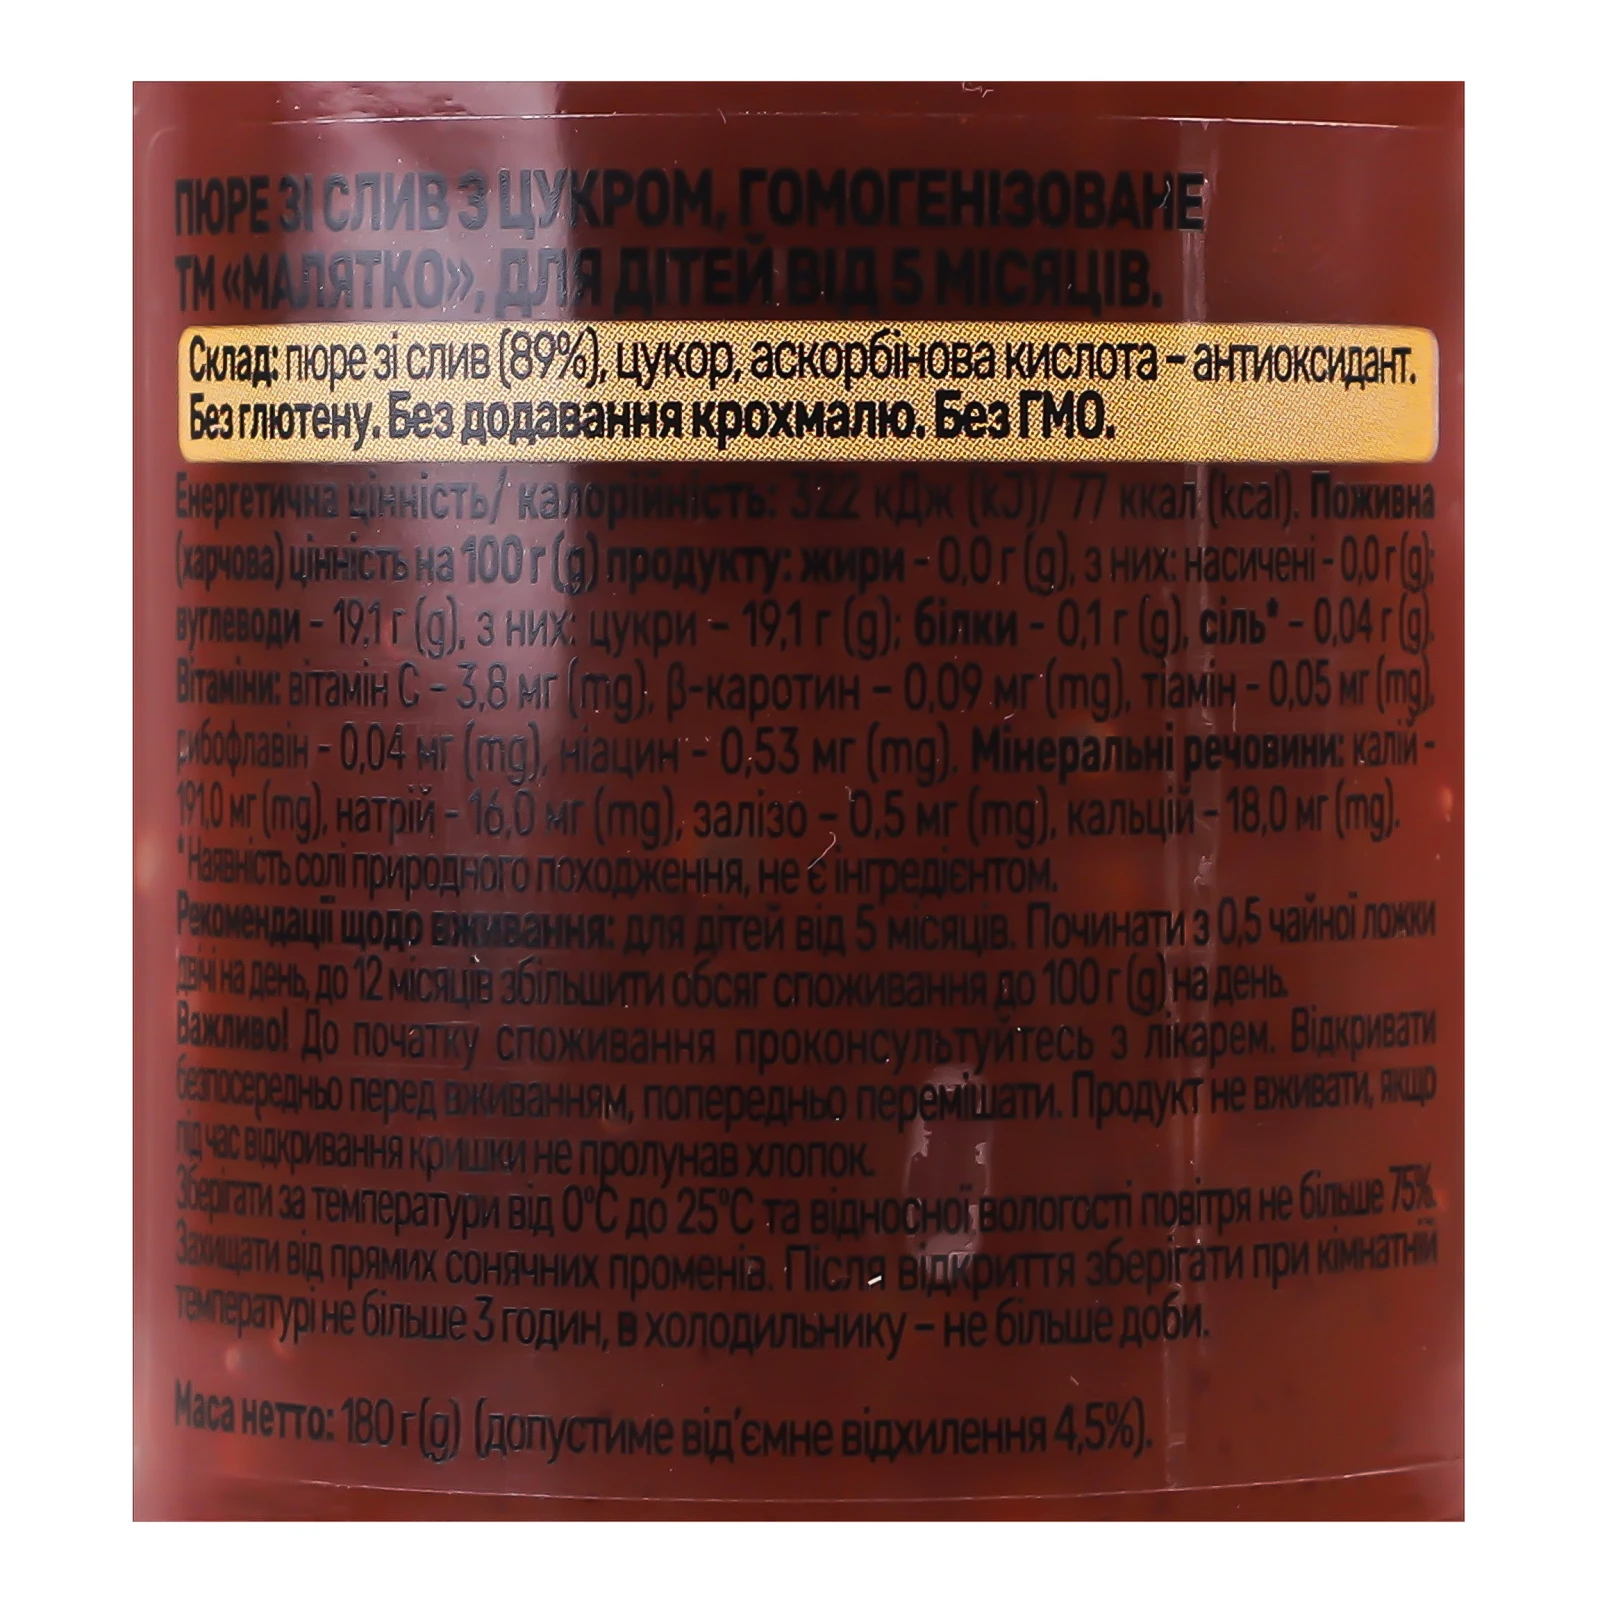 ПЮРЕ ЗІ СЛИВ З ЦУКРОМ, ГОМОГЕНІЗОВАНЕ
ТМ «МАЛЯТКО», ДЛЯ ДІТЕЙ ВІД 5 МІСЯЦІВ.
Склад: пюре зі слив (89%), цукор, аскорбінова кислота – антиоксидант.
Без глютену. Без додавання крохмалю. Без ГМО.
Енергетична цінність/ калорійність: 322 кДж (kJ)/ 77 ккал (kcal). Поживна
(харчова) цінність на 100 г (g) продукту: жири - 0,0 г (g), з них: насичені - 0,0 г (g);
вуглеводи - 19,1 г (g), з них: цукри - 19,1 г (g); білки - 0,1 г (g), сіль* - 0,04 г (g).
Вітаміни: вітамін С - 3,8 мг (mg), β-каротин - 0,09 мг (mg), тіамін - 0,05 мг (mg),
рибофлавін - 0,04 мг (mg), ніацин - 0,53 мг (mg). Мінеральні речовини: калій -
191,0 мг (mg), натрій - 16,0 мг (mg), залізо - 0,5 мг (mg), кальцій - 18,0 мг (mg).
*Наявність солі природного походження, не є інгредієнтом.
Рекомендації щодо вживання: для дітей від 5 місяців. Починати з 0,5 чайної ложки
двічі на день, до 12 місяців збільшити обсяг споживання до 100 г (g) на день.
Важливо! До початку споживання проконсультуйтесь з лікарем. Відкривати
безпосередньо перед вживанням, попередньо перемішати. Продукт не вживати, якщо
під час відкривання кришки не пролунав хлопок.
Зберігати за температури від 0°С до 25°С та відносної вологості повітря не більше 75%.
Захищати від прямих сонячних променів. Після відкриття зберігати при кімнатній
температурі не більше 3 годин, в холодильнику – не більше доби.
Маса нетто: 180 г (g) (допустиме від'ємне відхилення 4,5%).